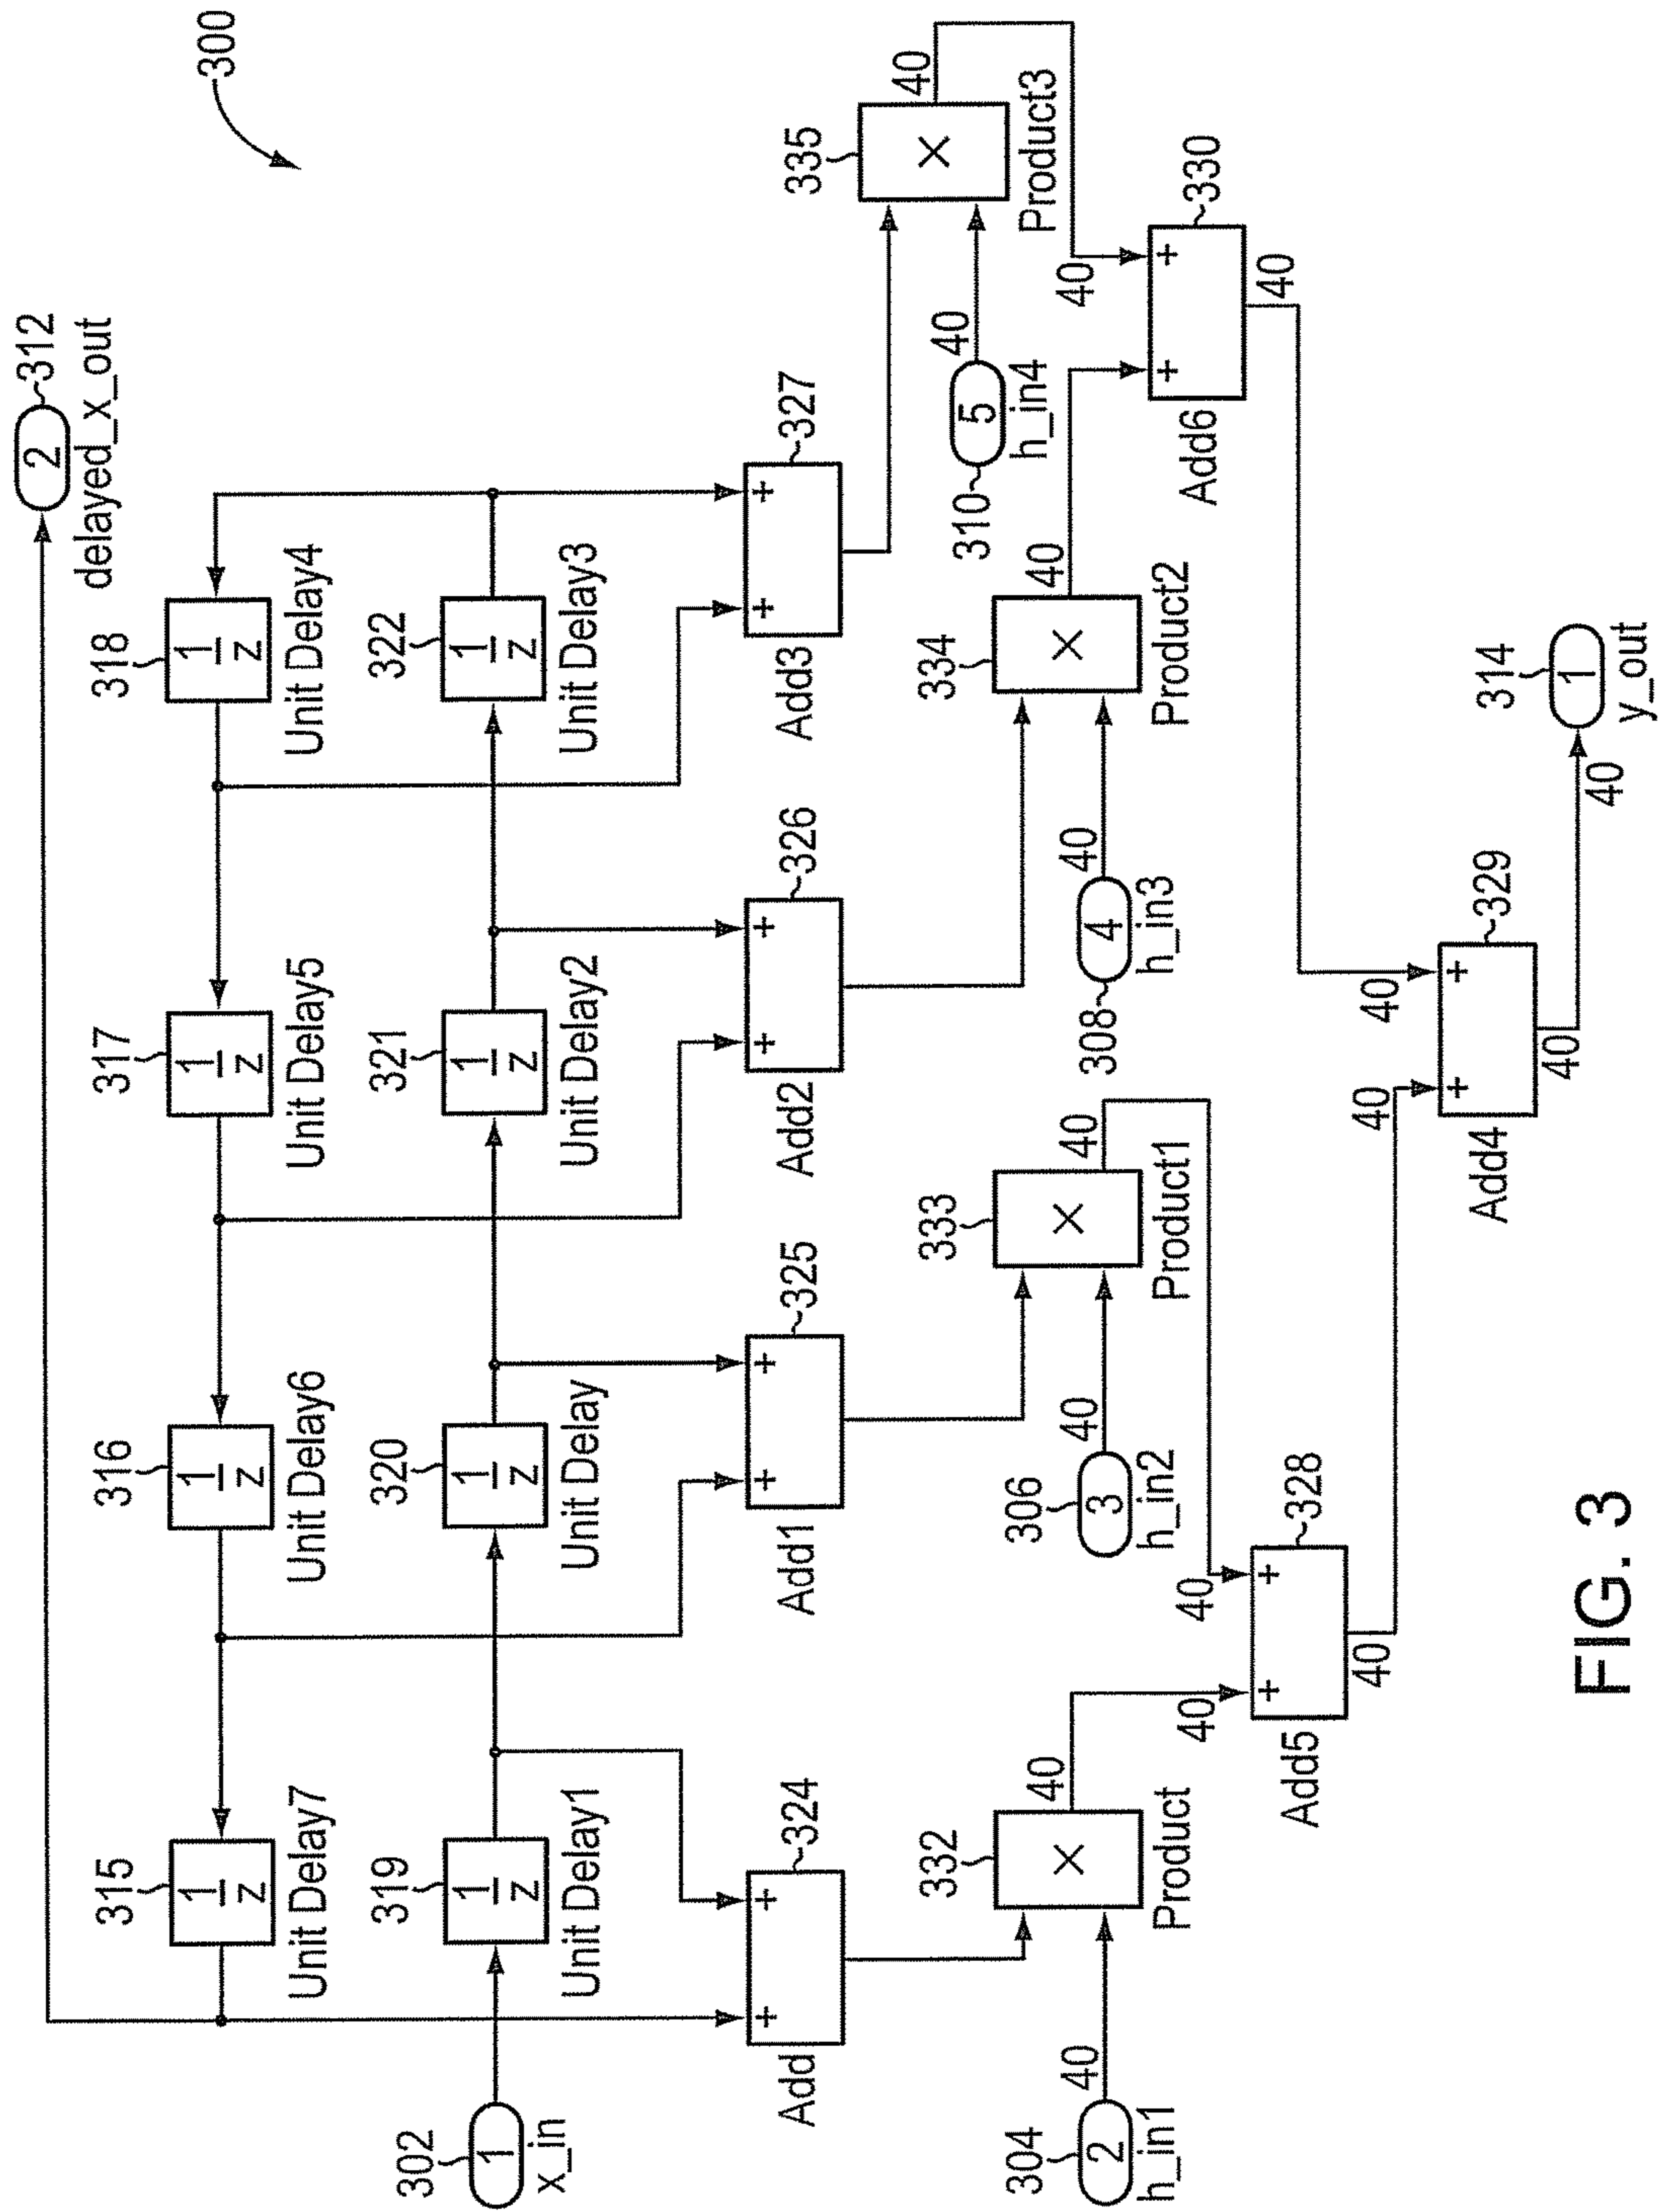 300
2
312
delayed_x_out
315
1
z
Unit Delay7
316
1
z
Unit Delay6
317
1
z
Unit Delay5
318
1
z
Unit Delay4
302
1
x_in
319
1
z
Unit Delay1
320
1
z
Unit Delay
321
1
z
Unit Delay2
322
1
z
Unit Delay3
Add
+
+
324
Add1
+
+
325
Add2
+
+
326
Add3
+
+
327
335
×
40
Product3
310
5
40
h_in4
304
2
40
h_in1
332
×
40
Product
306
3
40
h_in2
333
×
40
Product1
308
4
40
h_in3
334
×
40
Product2
40
40
Add6
+
+
330
40
Add5
40
+
40
+
328
40
Add4
40
+
40
+
329
40
40
314
1
y_out
FIG. 3